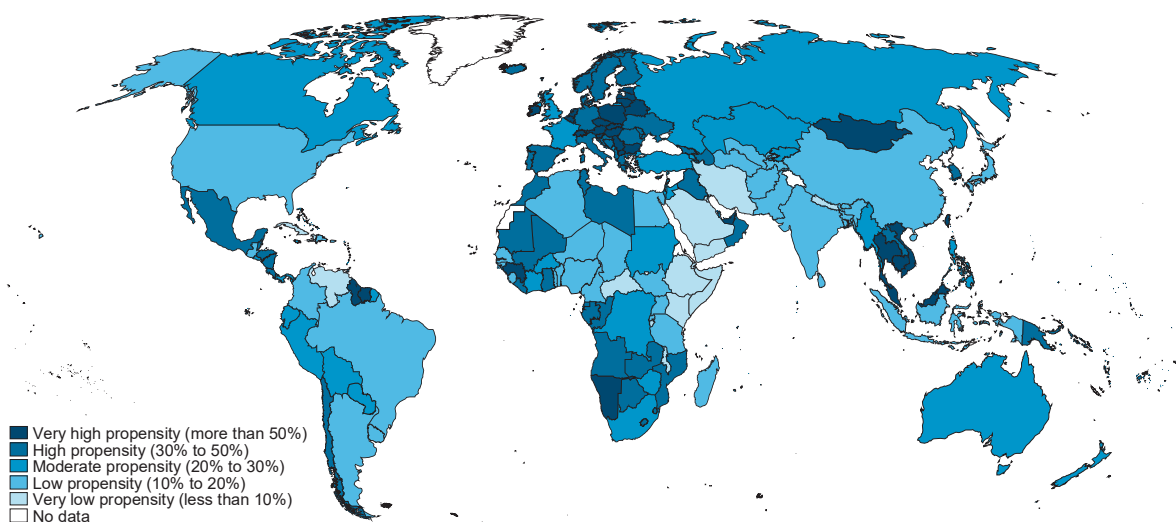 Very high propensity (more than 50%)
High propensity (30% to 50%)
Moderate propensity (20% to 30%)
Low propensity (10% to 20%)
Very low propensity (less than 10%)
No data